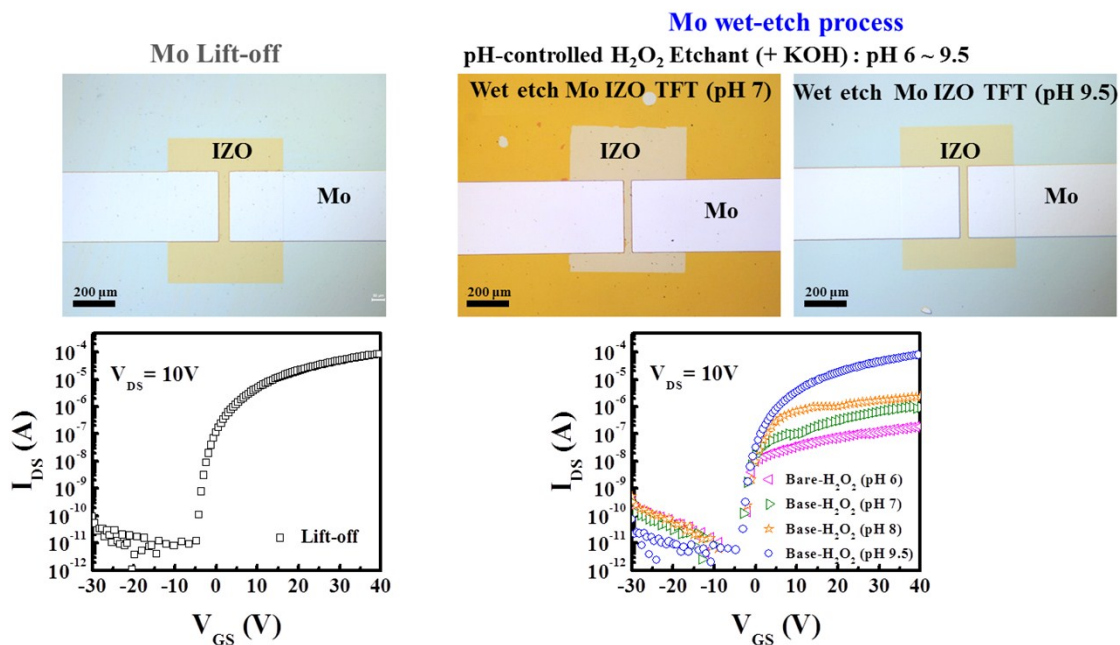 Mo wet-etch process
Mo Lift-off
pH-controlled H₂O₂ Etchant (+ KOH) : pH 6 ~ 9.5
IZO
Mo
200 μm
Wet etch Mo IZO TFT (pH 7)
IZO
Mo
200 μm
Wet etch Mo IZO TFT (pH 9.5)
IZO
Mo
200 μm
10⁻⁴
10⁻⁵
10⁻⁶
10⁻⁷
10⁻⁸
10⁻⁹
10⁻¹⁰
10⁻¹¹
10⁻¹²
I_DS (A)
V_DS = 10V
Lift-off
-30 -20 -10 0 10 20 30 40
V_GS (V)
10⁻⁴
10⁻⁵
10⁻⁶
10⁻⁷
10⁻⁸
10⁻⁹
10⁻¹⁰
10⁻¹¹
10⁻¹²
I_DS (A)
V_DS = 10V
Bare-H₂O₂ (pH 6)
Base-H₂O₂ (pH 7)
Base-H₂O₂ (pH 8)
Base-H₂O₂ (pH 9.5)
-30 -20 -10 0 10 20 30 40
V_GS (V)